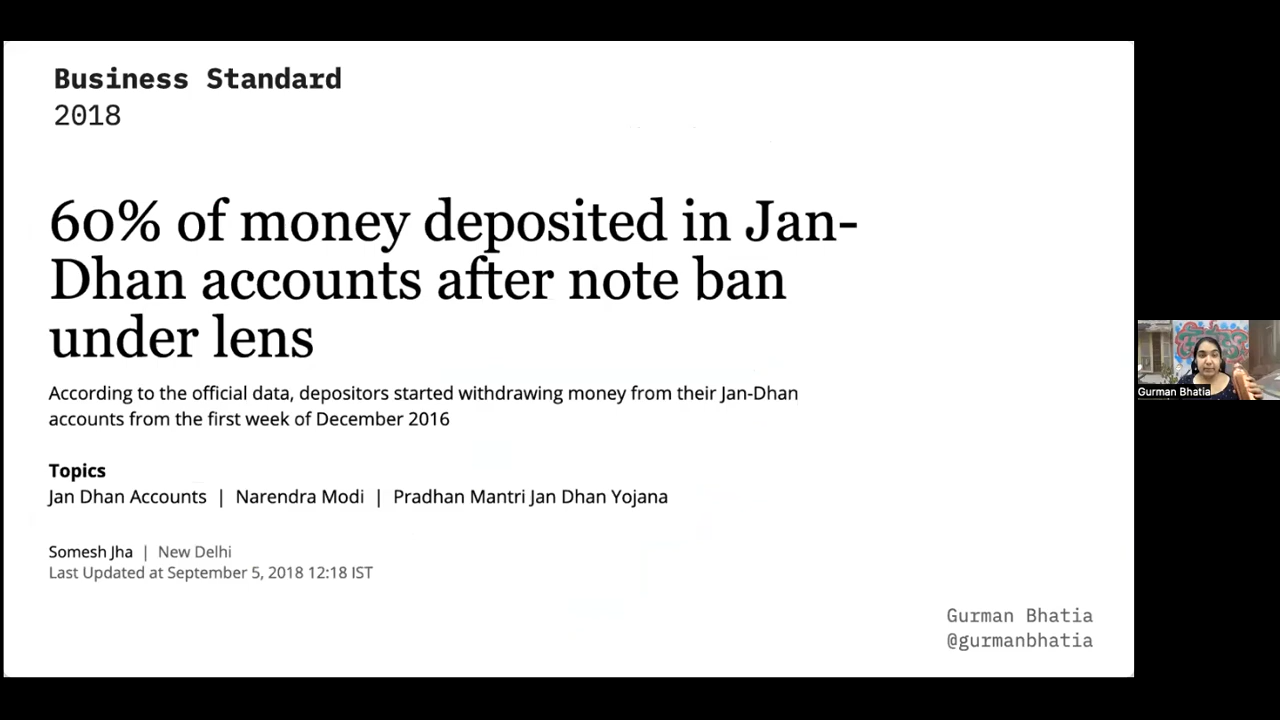 Business Standard
2018
60% of money deposited in Jan-
Dhan accounts after note ban
under lens
According to the official data, depositors started withdrawing money from their Jan-Dhan
accounts from the first week of December 2016
Topics
Jan Dhan Accounts | Narendra Modi | Pradhan Mantri Jan Dhan Yojana
Somesh Jha | New Delhi
Last Updated at September 5, 2018 12:18 IST
Gurman Bhatia
@gurmanbhatia
Gurman Bhatia